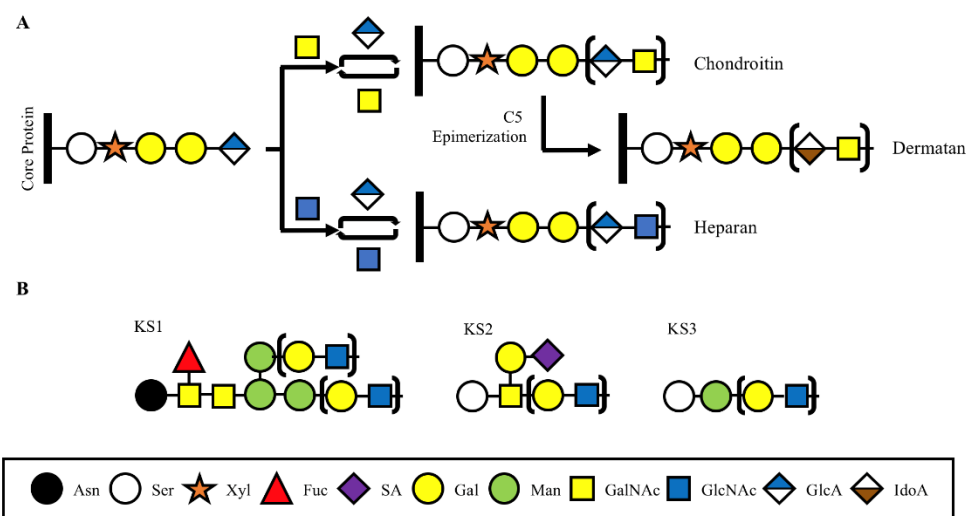 A
Core Protein
Chondroitin
C5
Epimerization
Dermatan
Heparan
B
KS1
KS2
KS3
Asn Ser Xyl Fuc SA Gal Man GalNAc GlcNAc GlcA IdoA